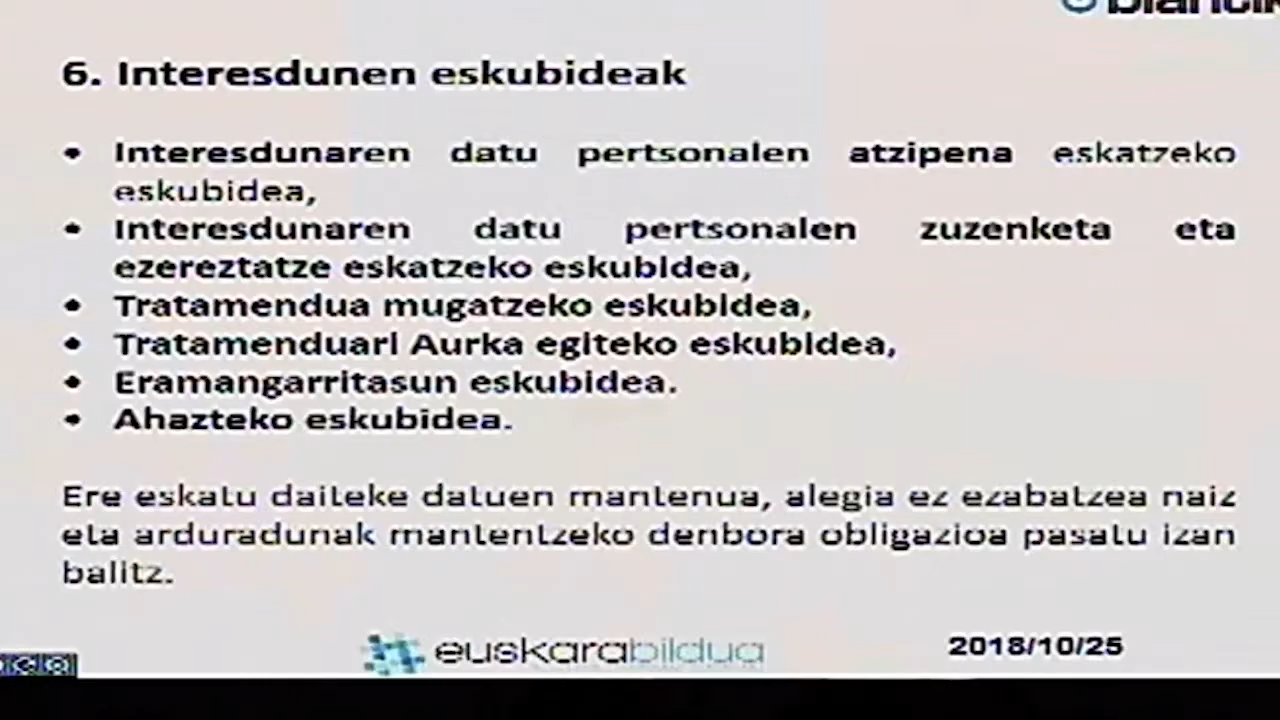 6. Interesdunen eskubideak
• Interesdunaren datu pertsonalen atzipena eskatzeko
eskubidea,
• Interesdunaren datu pertsonalen zuzenketa eta
ezereztatze eskatzeko eskubidea,
• Tratamendua mugatzeko eskubidea,
• Tratamenduari Aurka egiteko eskubidea,
• Eramangarritasun eskubidea.
• Ahazteko eskubidea.
Ere eskatu daiteke datuen mantenua, alegia ez ezabatzea naiz
eta arduradunak mantentzeko denbora obligazioa pasatu izan
balitz.
euskarabildua
2018/10/25